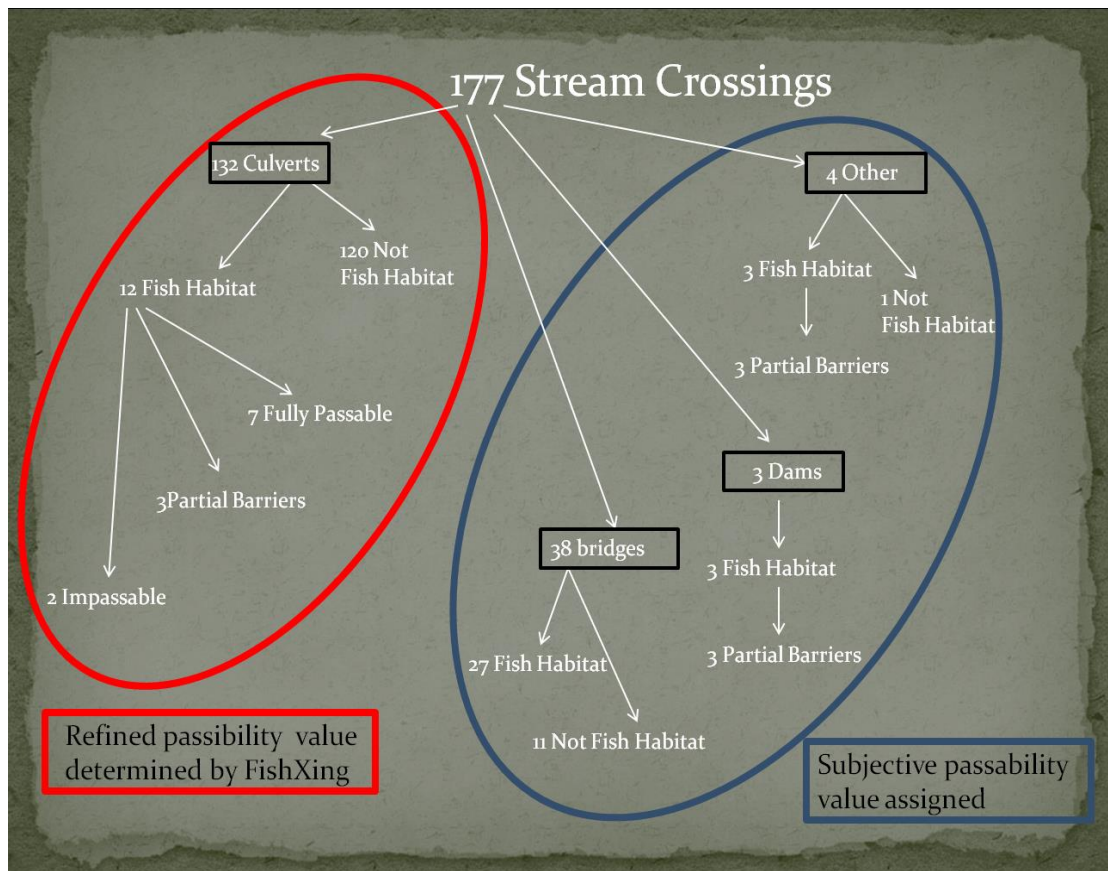 177 Stream Crossings
132 Culverts
120 Not
Fish Habitat
12 Fish Habitat
7 Fully Passable
3Partial Barriers
2 Impassable
4 Other
3 Fish Habitat
1 Not
Fish Habitat
3 Partial Barriers
3 Dams
3 Fish Habitat
3 Partial Barriers
38 bridges
27 Fish Habitat
11 Not Fish Habitat
Refined passibility value
determined by FishXing
Subjective passability
value assigned